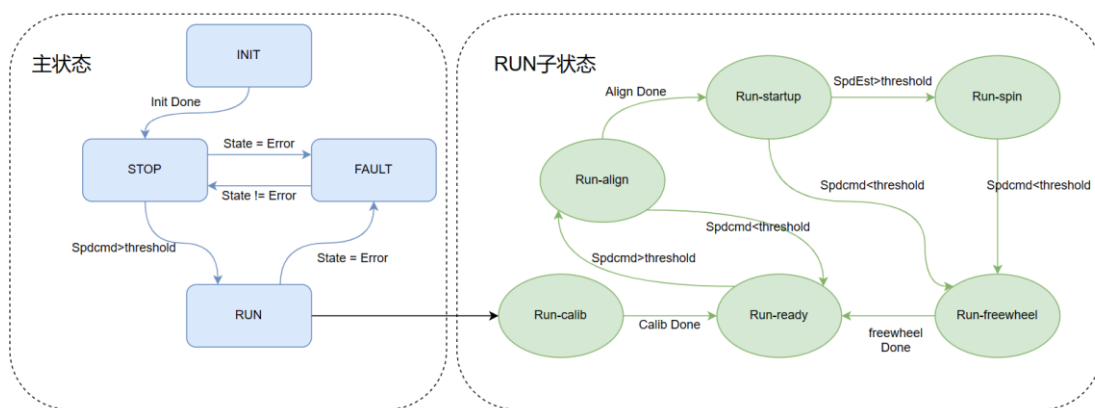 主状态
INIT
Init Done
STOP
State = Error
State != Error
FAULT
Spdcmd>threshold
State = Error
RUN
RUN子状态
Align Done
Run-startup
SpdEst>threshold
Run-spin
Run-align
Spdcmd<threshold
Spdcmd<threshold
Spdcmd<threshold
Spdcmd>threshold
Run-calib
Calib Done
Run-ready
freewheel
Done
Run-freewheel